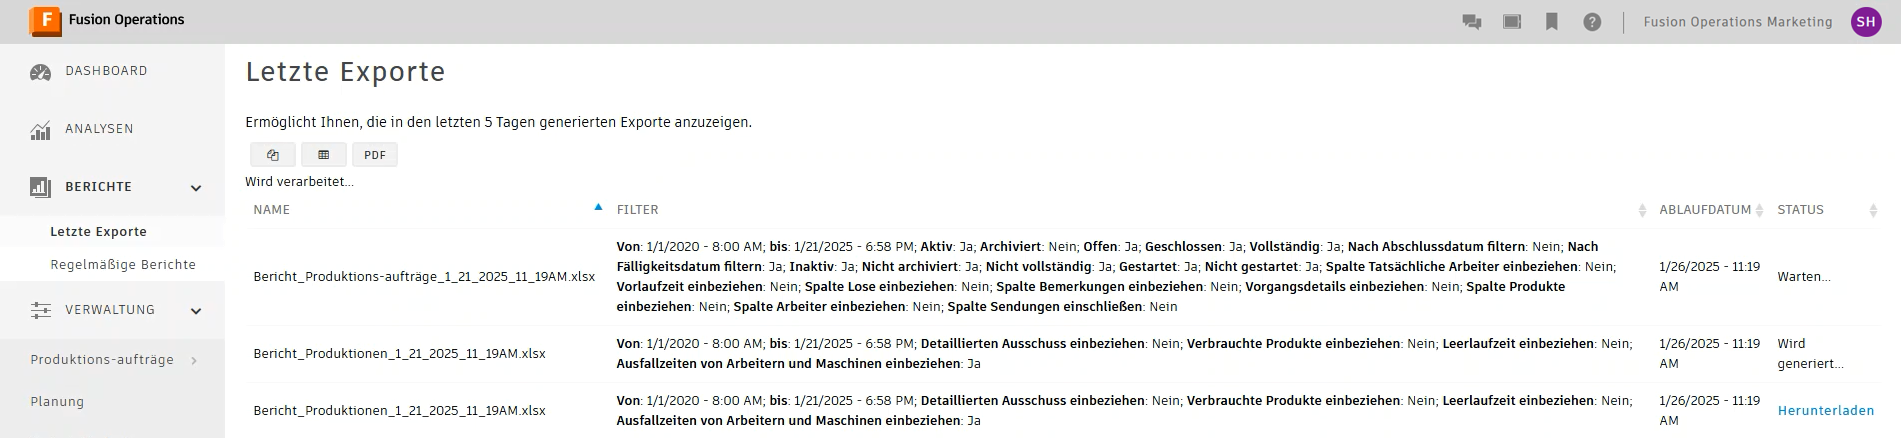 Fusion Operations
Fusion Operations Marketing
SH
DASHBOARD
ANALYSEN
BERICHTE
Letzte Exporte
Regelmäßige Berichte
VERWALTUNG
Produktions-aufträge
Planung
Letzte Exporte
Ermöglicht Ihnen, die in den letzten 5 Tagen generierten Exporte anzuzeigen.
PDF
Wird verarbeitet...
NAME FILTER ABLAUFDATUM STATUS
Bericht_Produktions-aufträge_1_21_2025_11_19AM.xlsx
Von: 1/1/2020 - 8:00 AM; bis: 1/21/2025 - 6:58 PM; Aktiv: Ja; Archiviert: Nein; Offen: Ja; Geschlossen: Ja; Vollständig: Ja; Nach Abschlussdatum filtern: Nein; Nach
Fälligkeitsdatum filtern: Ja; Inaktiv: Ja; Nicht archiviert: Ja; Nicht vollständig: Ja; Gestartet: Ja; Nicht gestartet: Ja; Spalte Tatsächliche Arbeiter einbeziehen: Nein;
Vorlaufzeit einbeziehen: Nein; Spalte Lose einbeziehen: Nein; Spalte Bemerkungen einbeziehen: Nein; Vorgangsdetails einbeziehen: Nein; Spalte Produkte
einbeziehen: Nein; Spalte Arbeiter einbeziehen: Nein; Spalte Sendungen einschließen: Nein
1/26/2025 - 11:19
AM
Warten...
Bericht_Produktionen_1_21_2025_11_19AM.xlsx
Von: 1/1/2020 - 8:00 AM; bis: 1/21/2025 - 6:58 PM; Detaillierten Ausschuss einbeziehen: Nein; Verbrauchte Produkte einbeziehen: Nein; Leerlaufzeit einbeziehen: Nein;
Ausfallzeiten von Arbeitern und Maschinen einbeziehen: Ja
1/26/2025 - 11:19
AM
Wird
generiert...
Bericht_Produktionen_1_21_2025_11_19AM.xlsx
Von: 1/1/2020 - 8:00 AM; bis: 1/21/2025 - 6:58 PM; Detaillierten Ausschuss einbeziehen: Nein; Verbrauchte Produkte einbeziehen: Nein; Leerlaufzeit einbeziehen: Nein;
Ausfallzeiten von Arbeitern und Maschinen einbeziehen: Ja
1/26/2025 - 11:19
AM
Herunterladen